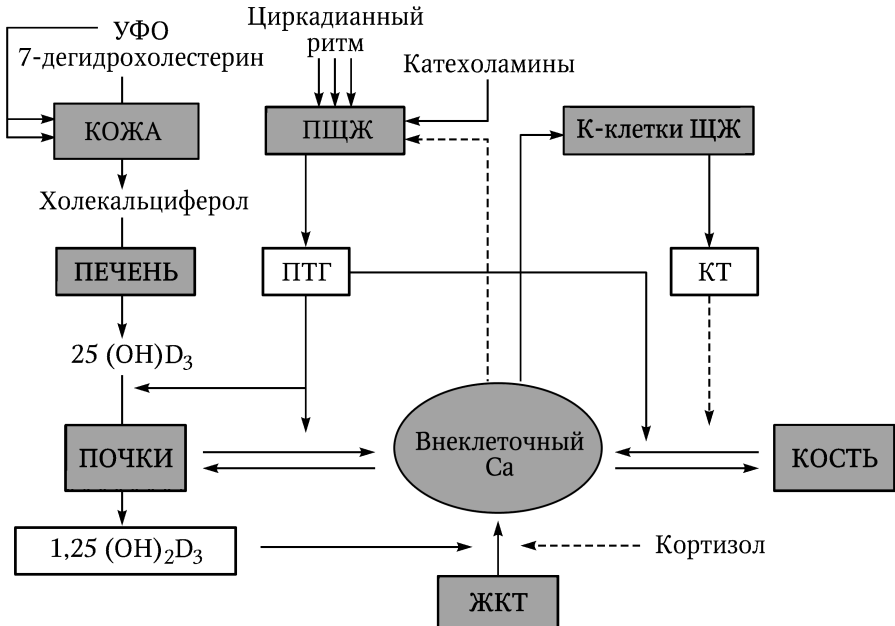 УФО
7-дегидрохолестерин
Циркадианный
ритм
Катехоламины
КОЖА
ПЩЖ
К-клетки ЩЖ
Холекальциферол
ПЕЧЕНЬ
ПТГ
КТ
25 (OH)D₃
ПОЧКИ
Внеклеточный
Ca
КОСТЬ
1,25 (OH)₂D₃
Кортизол
ЖКТ